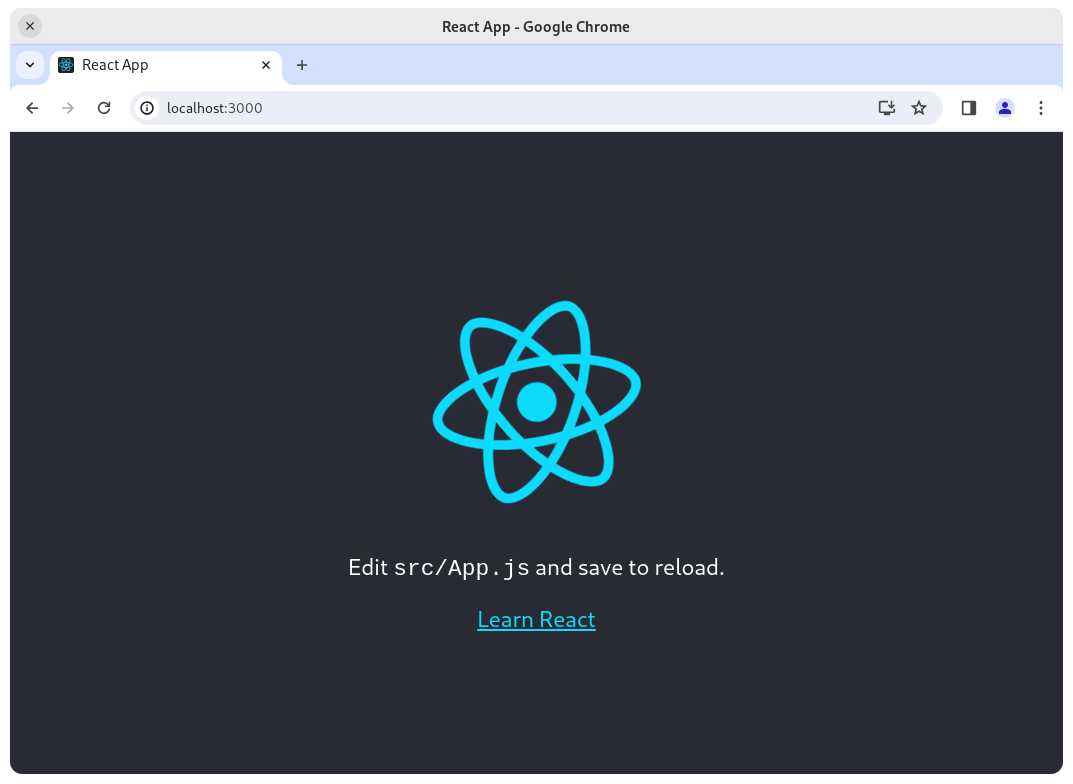 React App - Google Chrome
React App
localhost:3000
Edit src/App.js and save to reload.
Learn React